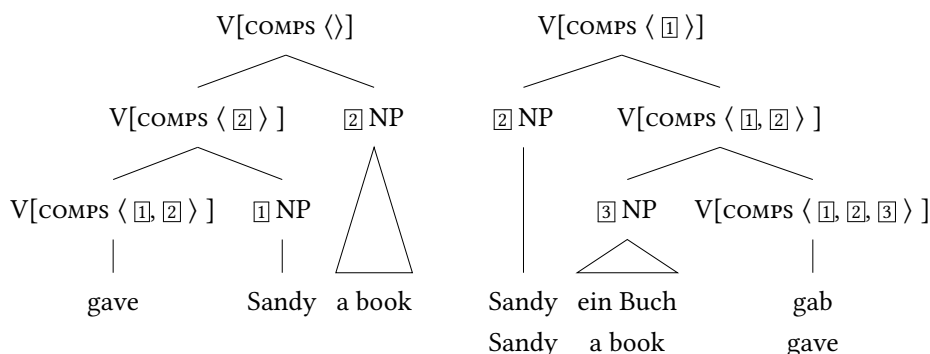 V[COMPS ⟨⟩] V[COMPS ⟨ 1 ⟩]
V[COMPS ⟨ 2 ⟩ ] 2 NP 2 NP V[COMPS ⟨ 1, 2 ⟩ ]
V[COMPS ⟨ 1, 2 ⟩ ] 1 NP 3 NP V[COMPS ⟨ 1, 2, 3 ⟩ ]
gave Sandy a book Sandy ein Buch gab
Sandy a book gave